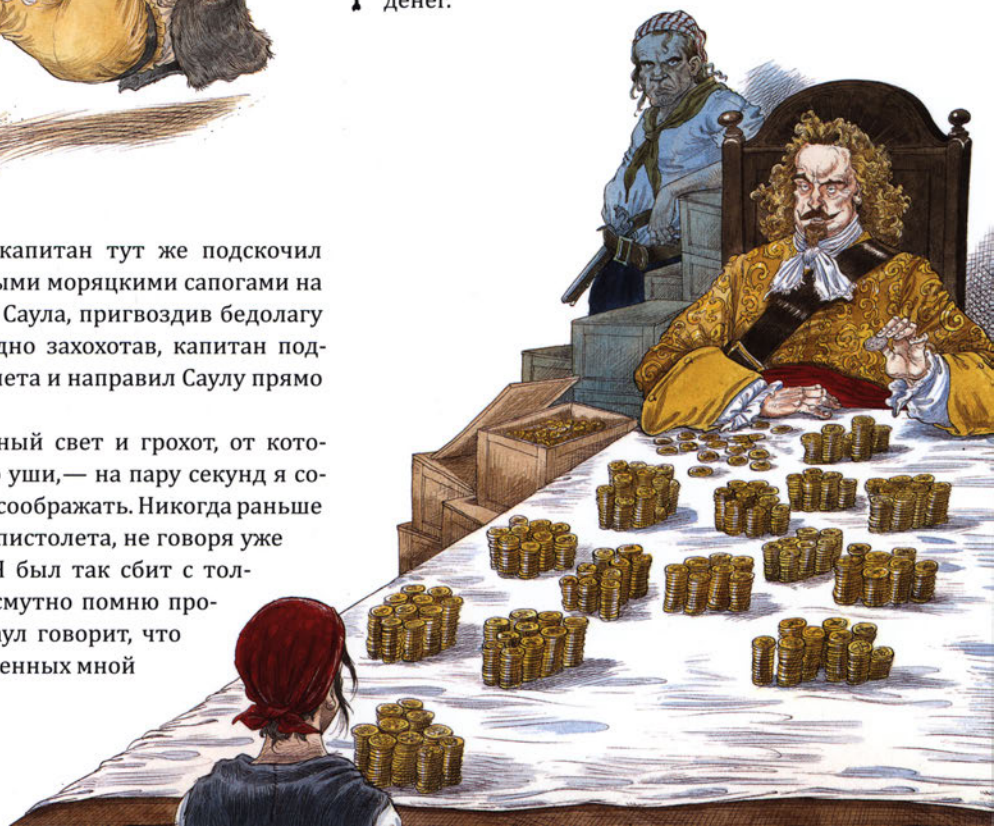 денег.
капитан тут же подскочил
ыми моряцкими сапогами на
Саула, пригвоздив бедолагу
дно захохотав, капитан под-
лета и направил Саулу прямо
ный свет и грохот, от кото-
уши,— на пару секунд я со-
соображать. Никогда раньше
пистолета, не говоря уже
Я был так сбит с тол-
смутно помню про-
аул говорит, что
енных мной